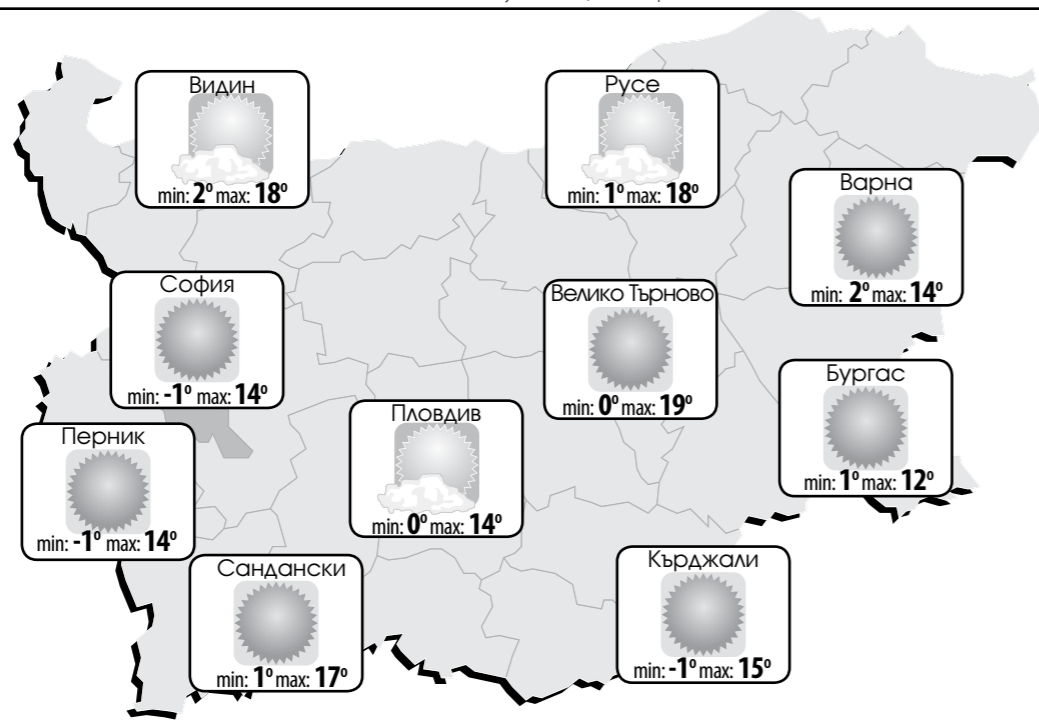 Видин
min: 2° max: 18°
Русе
min: 1° max: 18°
Варна
min: 2° max: 14°
София
min: -1° max: 14°
Велико Търново
min: 0° max: 19°
Бургас
min: 1° max: 12°
Пловдив
min: 0° max: 14°
Перник
min: -1° max: 14°
Сандански
min: 1° max: 17°
Кърджали
min: -1° max: 15°